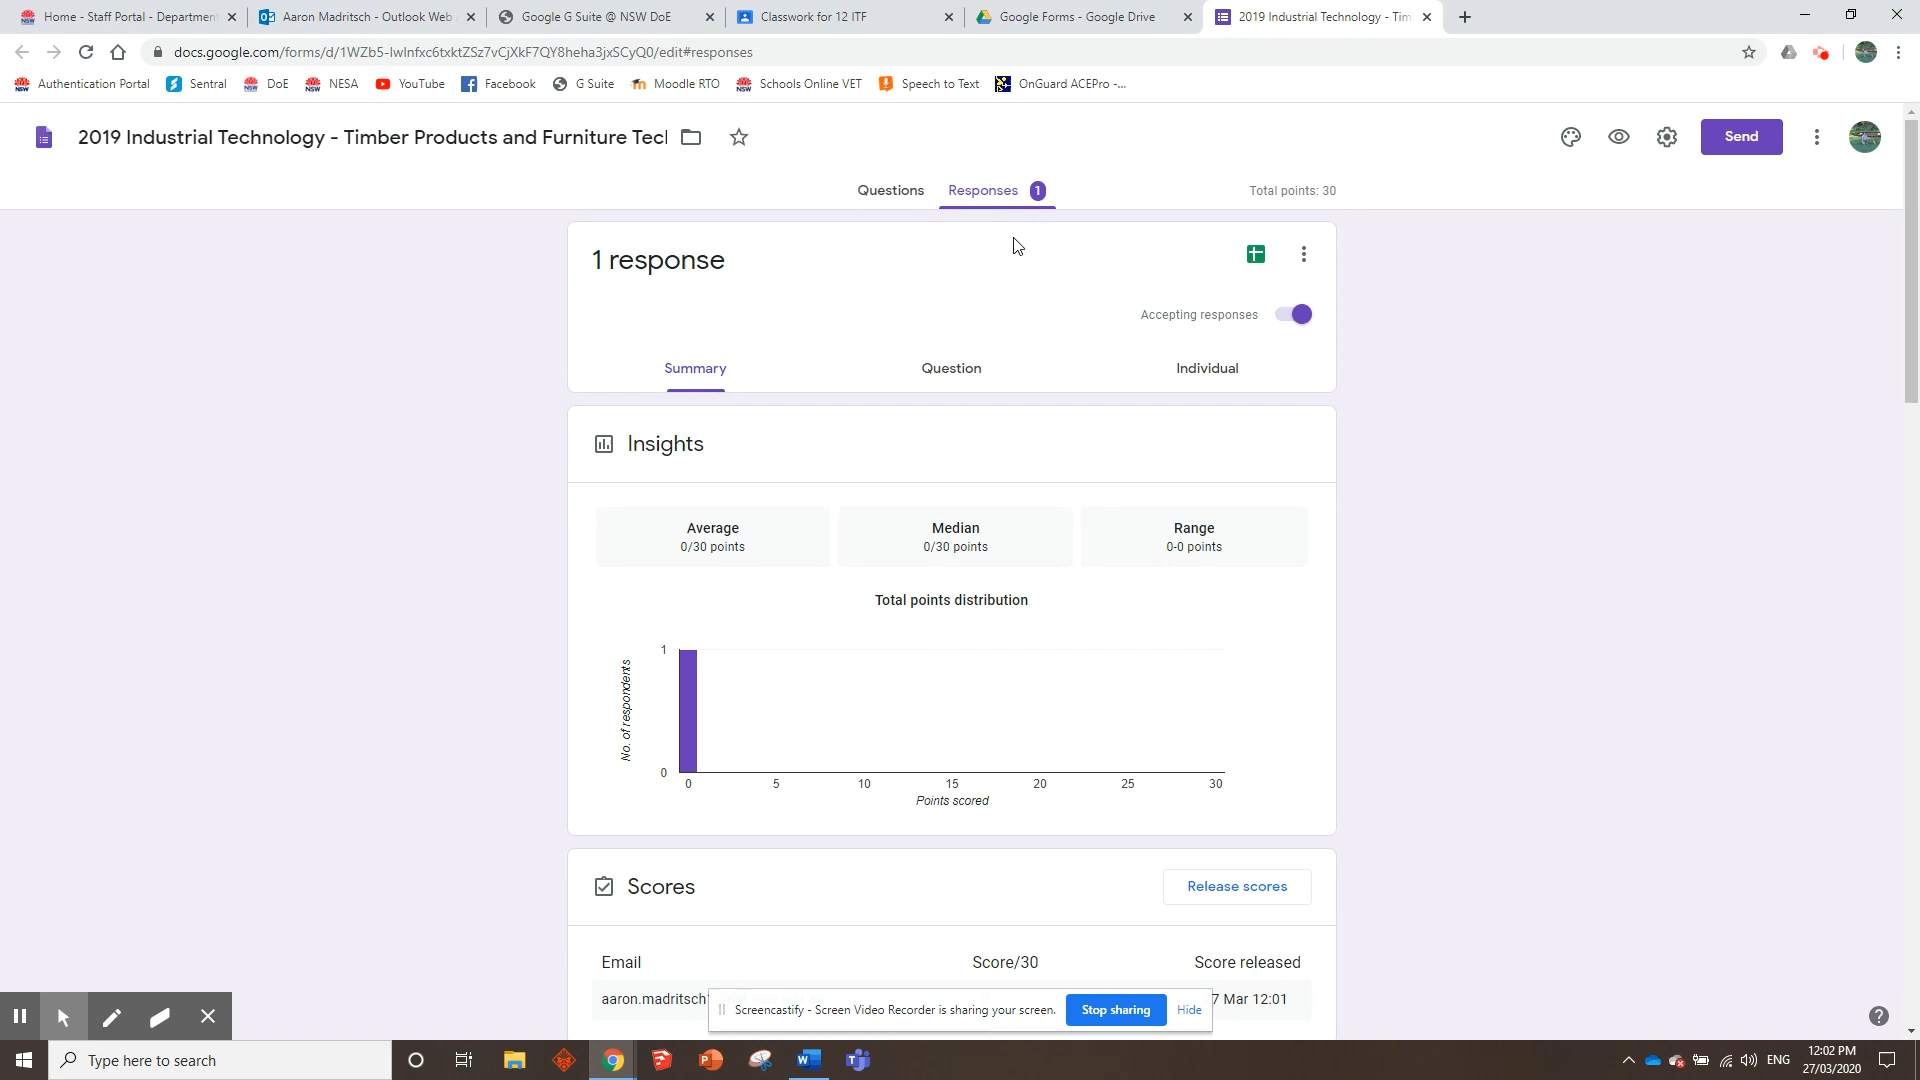 Home - Staff Portal - Department
Aaron Madritsch - Outlook Web
Google G Suite @ NSW DoE
Classwork for 12 ITF
Google Forms - Google Drive
2019 Industrial Technology - Tim
docs.google.com/forms/d/1WZb5-IwInfxc6txktZSz7vCjXkF7QY8heha3jxSCyQ0/edit#responses
Authentication Portal
Sentral
DoE
NESA
YouTube
Facebook
G Suite
Moodle RTO
Schools Online VET
Speech to Text
OnGuard ACEPro -...
2019 Industrial Technology - Timber Products and Furniture Tecl
Send
Questions
Responses 1
Total points: 30
1 response
Accepting responses
Summary
Question
Individual
Insights
Average
0/30 points
Median
0/30 points
Range
0-0 points
Total points distribution
No. of respondents
1
0
0 5 10 15 20 25 30
Points scored
Scores
Release scores
Email
Score/30
Score released
aaron.madritsch
7 Mar 12:01
Screencastify - Screen Video Recorder is sharing your screen.
Stop sharing
Hide
Type here to search
ENG
12:02 PM
27/03/2020